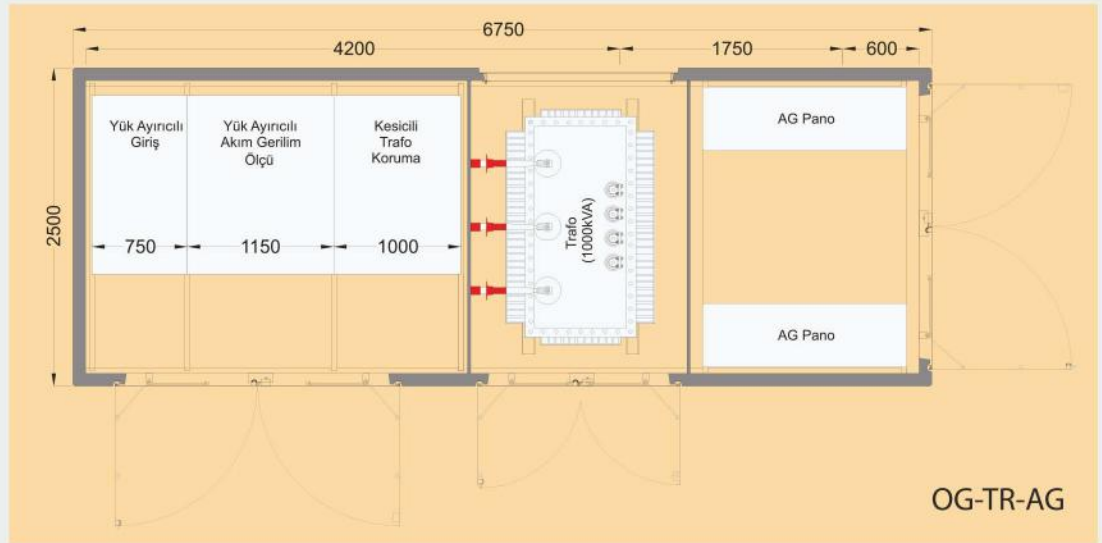 6750
4200
1750
600
2500
Yük Ayırıcılı
Giriş
Yük Ayırıcılı
Akım Gerilim
Ölçü
Kesicili
Trafo
Koruma
750
1150
1000
Trafo
(1000kVA)
AG Pano
AG Pano
OG-TR-AG